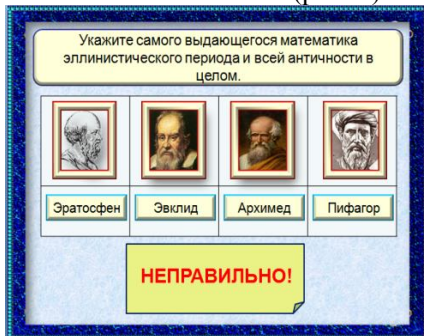 Укажите самого выдающегося математика
эллинистического периода и всей античности в
целом.
Эратосфен
Эвклид
Архимед
Пифагор
НЕПРАВИЛЬНО!